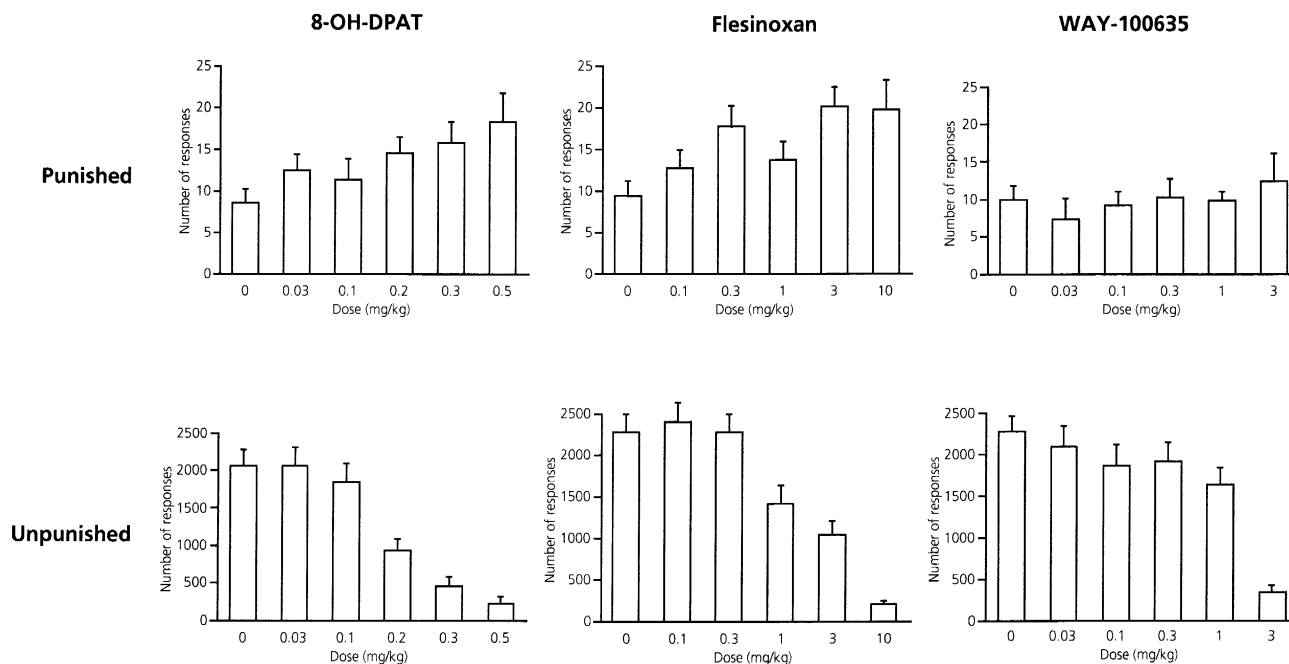 8-OH-DPAT
Flesinoxan
WAY-100635
Punished
Number of responses
25
20
15
10
5
0
0 0.03 0.1 0.2 0.3 0.5
Dose (mg/kg)
Number of responses
25
20
15
10
5
0
0 0.1 0.3 1 3 10
Dose (mg/kg)
Number of responses
25
20
15
10
5
0
0 0.03 0.1 0.3 1 3
Dose (mg/kg)
Unpunished
Number of responses
2500
2000
1500
1000
500
0
0 0.03 0.1 0.2 0.3 0.5
Dose (mg/kg)
Number of responses
2500
2000
1500
1000
500
0
0 0.1 0.3 1 3 10
Dose (mg/kg)
Number of responses
2500
2000
1500
1000
500
0
0 0.03 0.1 0.3 1 3
Dose (mg/kg)